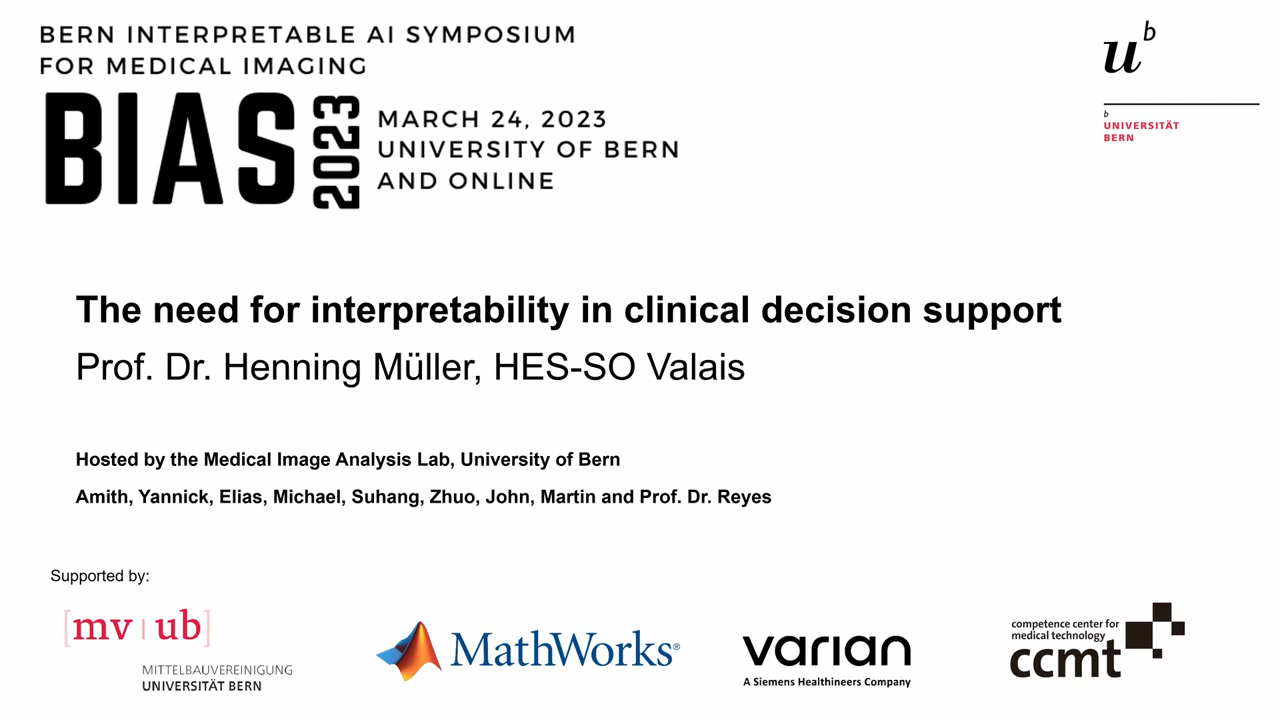 BERN INTERPRETABLE AI SYMPOSIUM
FOR MEDICAL IMAGING
BIAS 2023
MARCH 24, 2023
UNIVERSITY OF BERN
AND ONLINE
u b
b
UNIVERSITÄT
BERN
The need for interpretability in clinical decision support
Prof. Dr. Henning Müller, HES-SO Valais
Hosted by the Medical Image Analysis Lab, University of Bern
Amith, Yannick, Elias, Michael, Suhang, Zhuo, John, Martin and Prof. Dr. Reyes
Supported by:
[mv | ub]
MITTELBAUVEREINIGUNG
UNIVERSITÄT BERN
MathWorks®
varian
A Siemens Healthineers Company
competence center for
medical technology
ccmt